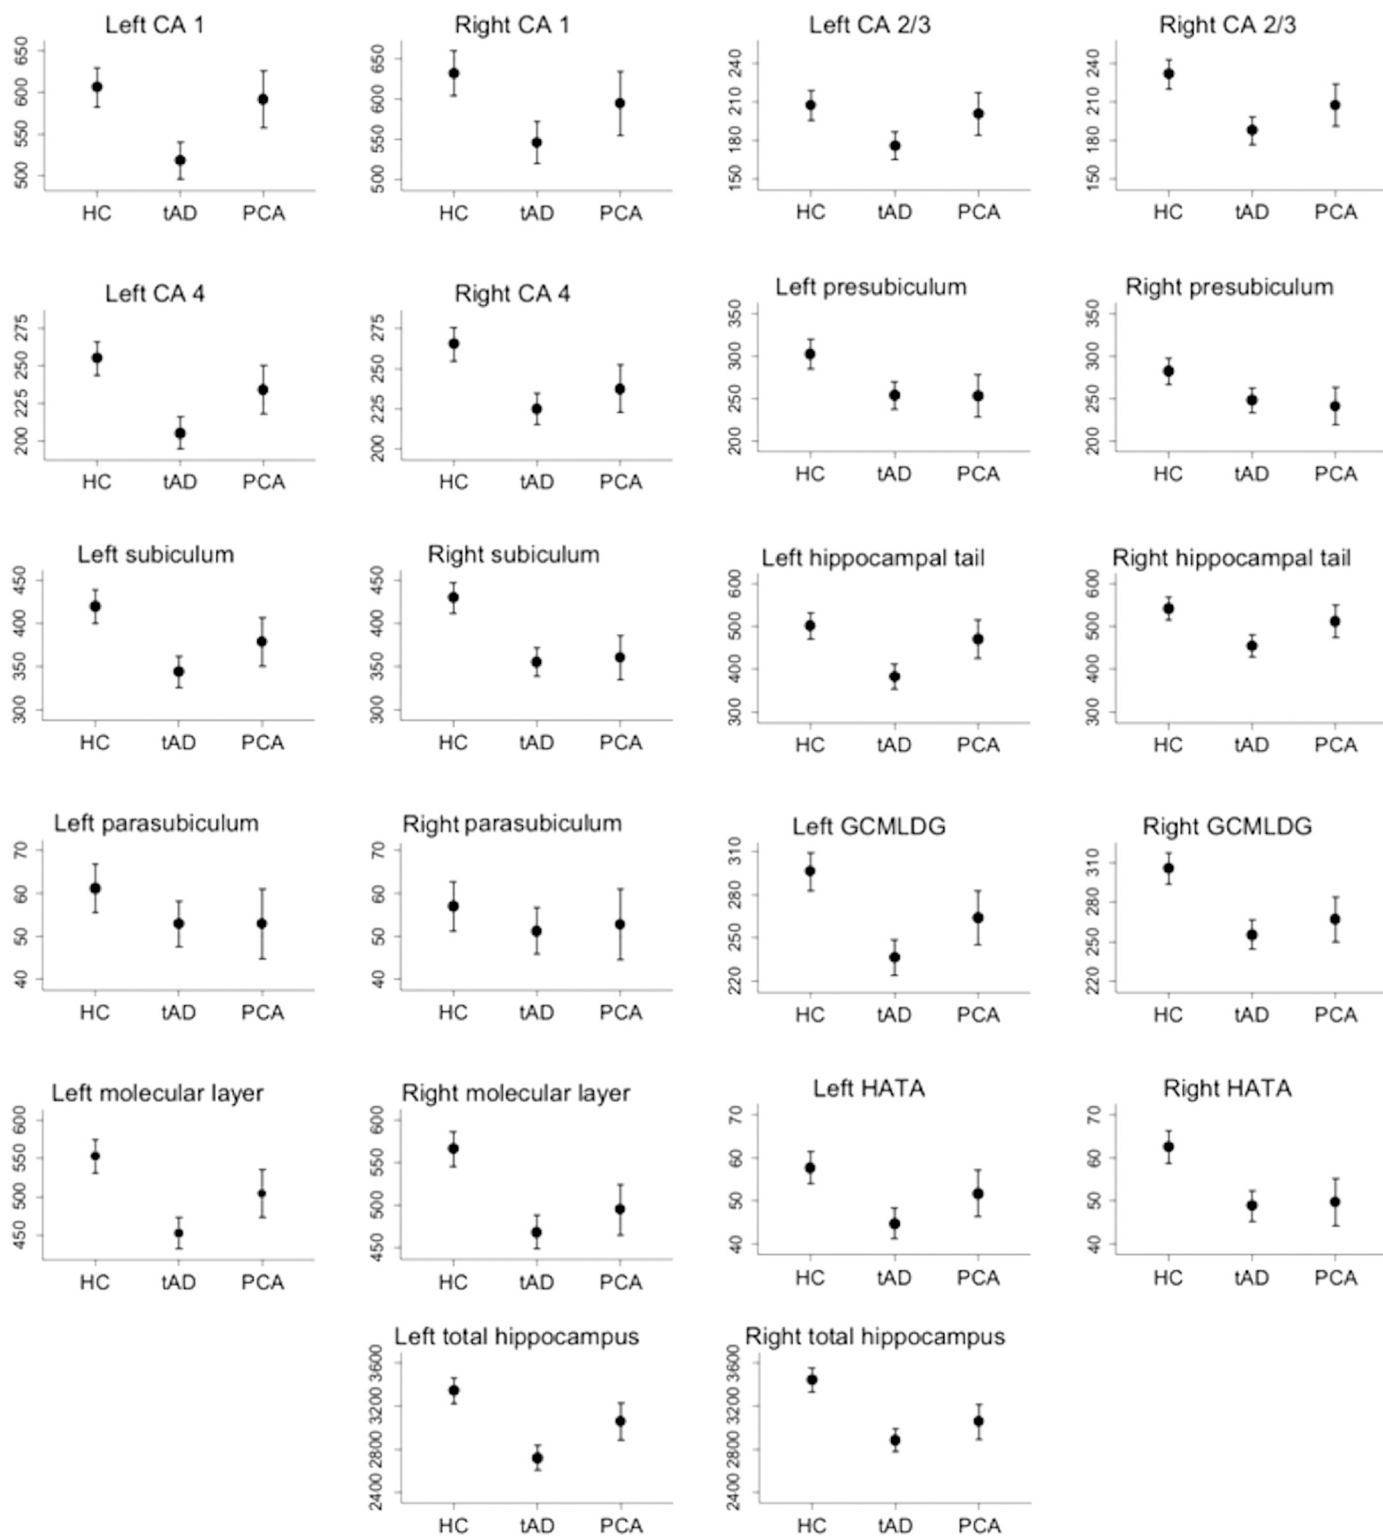 Left CA 1
650
600
550
500
HC tAD PCA
Right CA 1
650
600
550
500
HC tAD PCA
Left CA 2/3
240
210
180
150
HC tAD PCA
Right CA 2/3
240
210
180
150
HC tAD PCA
Left CA 4
275
250
225
200
HC tAD PCA
Right CA 4
275
250
225
200
HC tAD PCA
Left presubiculum
350
300
250
200
HC tAD PCA
Right presubiculum
350
300
250
200
HC tAD PCA
Left subiculum
450
400
350
300
HC tAD PCA
Right subiculum
450
400
350
300
HC tAD PCA
Left hippocampal tail
600
500
400
300
HC tAD PCA
Right hippocampal tail
600
500
400
300
HC tAD PCA
Left parasubiculum
70
60
50
40
HC tAD PCA
Right parasubiculum
70
60
50
40
HC tAD PCA
Left GCMLDG
310
280
250
220
HC tAD PCA
Right GCMLDG
310
280
250
220
HC tAD PCA
Left molecular layer
600
550
500
450
HC tAD PCA
Right molecular layer
600
550
500
450
HC tAD PCA
Left HATA
70
60
50
40
HC tAD PCA
Right HATA
70
60
50
40
HC tAD PCA
Left total hippocampus
3600
3200
2800
2400
HC tAD PCA
Right total hippocampus
3600
3200
2800
2400
HC tAD PCA